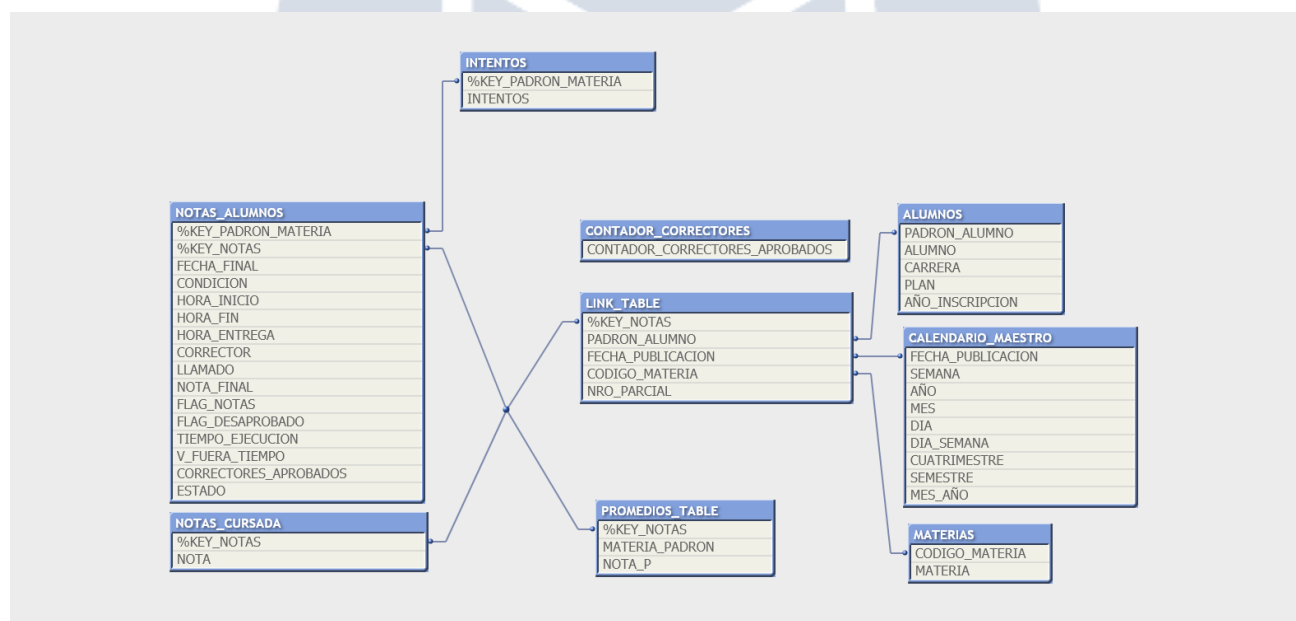 INTENTOS
%KEY_PADRON_MATERIA
INTENTOS
NOTAS_ALUMNOS
%KEY_PADRON_MATERIA
%KEY_NOTAS
FECHA_FINAL
CONDICION
HORA_INICIO
HORA_FIN
HORA_ENTREGA
CORRECTOR
LLAMADO
NOTA_FINAL
FLAG_NOTAS
FLAG_DESAPROBADO
TIEMPO_EJECUCION
V_FUERA_TIEMPO
CORRECTORES_APROBADOS
ESTADO
NOTAS_CURSADA
%KEY_NOTAS
NOTA
CONTADOR_CORRECTORES
CONTADOR_CORRECTORES_APROBADOS
LINK_TABLE
%KEY_NOTAS
PADRON_ALUMNO
FECHA_PUBLICACION
CODIGO_MATERIA
NRO_PARCIAL
PROMEDIOS_TABLE
%KEY_NOTAS
MATERIA_PADRON
NOTA_P
ALUMNOS
PADRON_ALUMNO
ALUMNO
CARRERA
PLAN
AÑO_INSCRIPCION
CALENDARIO_MAESTRO
FECHA_PUBLICACION
SEMANA
AÑO
MES
DIA
DIA_SEMANA
CUATRIMESTRE
SEMESTRE
MES_AÑO
MATERIAS
CODIGO_MATERIA
MATERIA